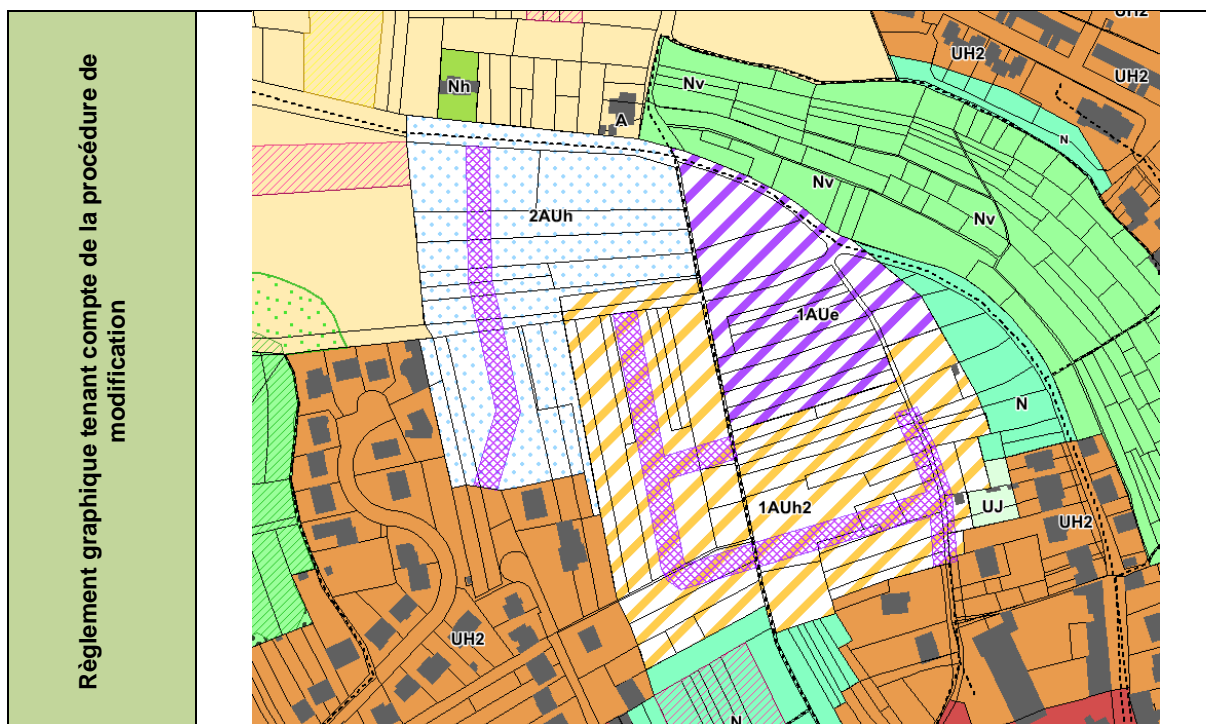 Règlement graphique tenant compte de la procédure de
modification
UH2
UH2
UH2
Nh
Nv
A
N
Nv
2AUh
Nv
1AUe
N
1AUh2
UJ
UH2
UH2
N